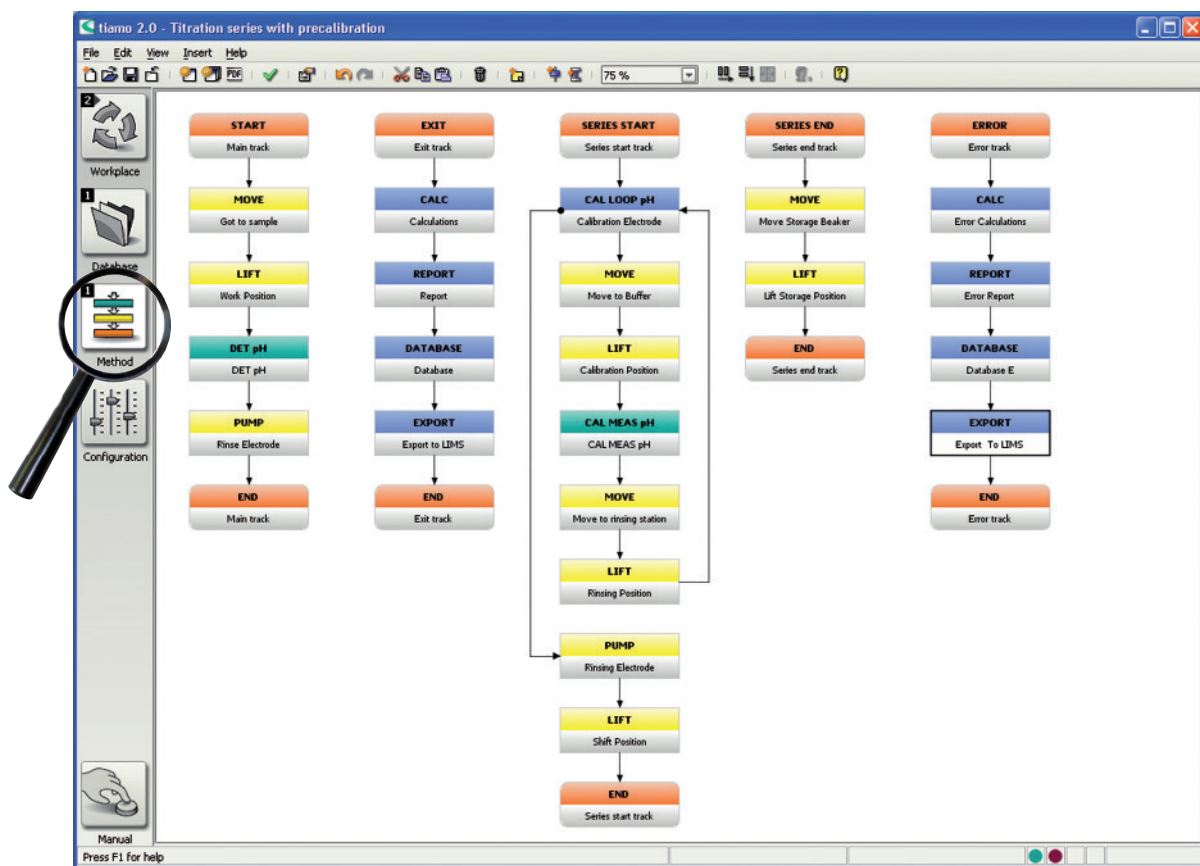 tiamo 2.0 - Titration series with precalibration
File Edit View Insert Help
PDF
75 %
2
Workplace
1
Database
1
Method
Configuration
Manual
START
Main track
MOVE
Got to sample
LIFT
Work Position
DET pH
DET pH
PUMP
Rinse Electrode
END
Main track
EXIT
Exit track
CALC
Calculations
REPORT
Report
DATABASE
Database
EXPORT
Export to LIMS
END
Exit track
SERIES START
Series start track
CAL LOOP pH
Calibration Electrode
MOVE
Move to Buffer
LIFT
Calibration Position
CAL MEAS pH
CAL MEAS pH
MOVE
Move to rinsing station
LIFT
Rinsing Position
PUMP
Rinsing Electrode
LIFT
Shift Position
END
Series start track
SERIES END
Series end track
MOVE
Move Storage Beaker
LIFT
Lift Storage Position
END
Series end track
ERROR
Error track
CALC
Error Calculations
REPORT
Error Report
DATABASE
Database E
EXPORT
Export To LIMS
END
Error track
Press F1 for help